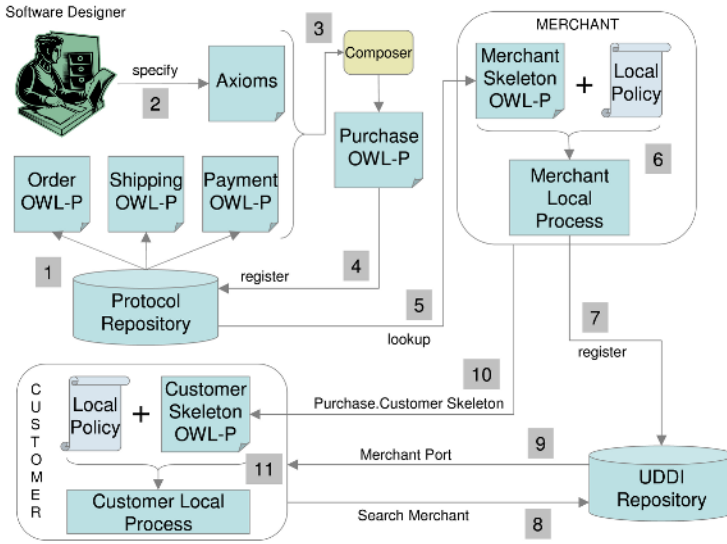 Software Designer
specify
2
Axioms
3
Composer
Purchase
OWL-P
Order
OWL-P
Shipping
OWL-P
Payment
OWL-P
1
Protocol
Repository
register
4
5
lookup
MERCHANT
Merchant
Skeleton
OWL-P
+
Local
Policy
6
Merchant
Local
Process
7
register
10
Purchase.Customer Skeleton
CUSTOMER
Local
Policy
+
Customer
Skeleton
OWL-P
11
Customer Local
Process
9
Merchant Port
Search Merchant
8
UDDI
Repository